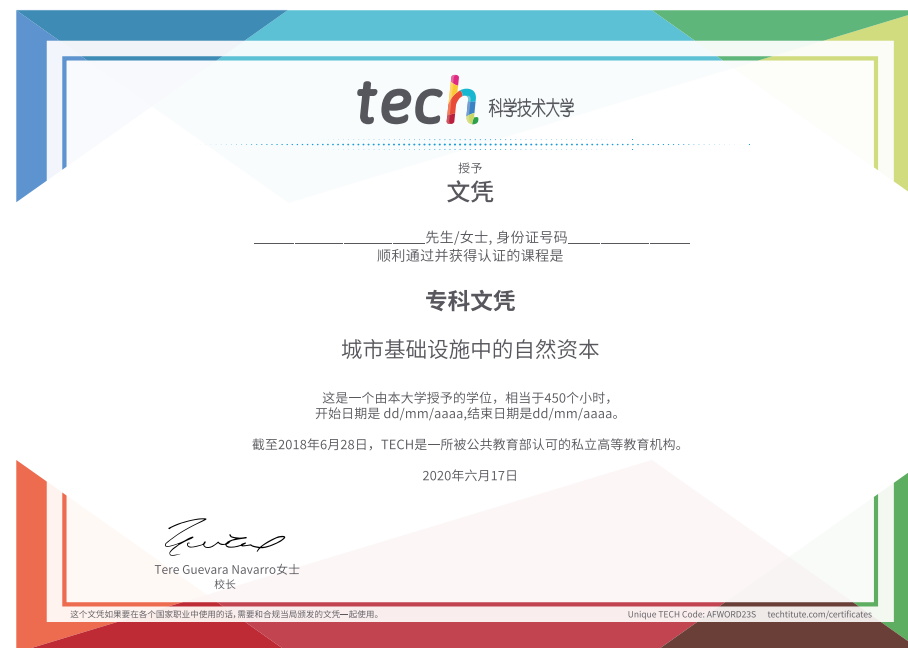 tech 科学技术大学
授予
文凭
______________________先生/女士, 身份证号码________________
顺利通过并获得认证的课程是
专科文凭
城市基础设施中的自然资本
这是一个由本大学授予的学位，相当于450个小时，
开始日期是 dd/mm/aaaa,结束日期是dd/mm/aaaa。
截至2018年6月28日，TECH是一所被公共教育部认可的私立高等教育机构。
2020年六月17日
Tere Guevara Navarro女士
校长
这个文凭如果要在各个国家职业中使用的话,需要和合规当局颁发的文凭一起使用。
Unique TECH Code: AFWORD23S techtitute.com/certificates